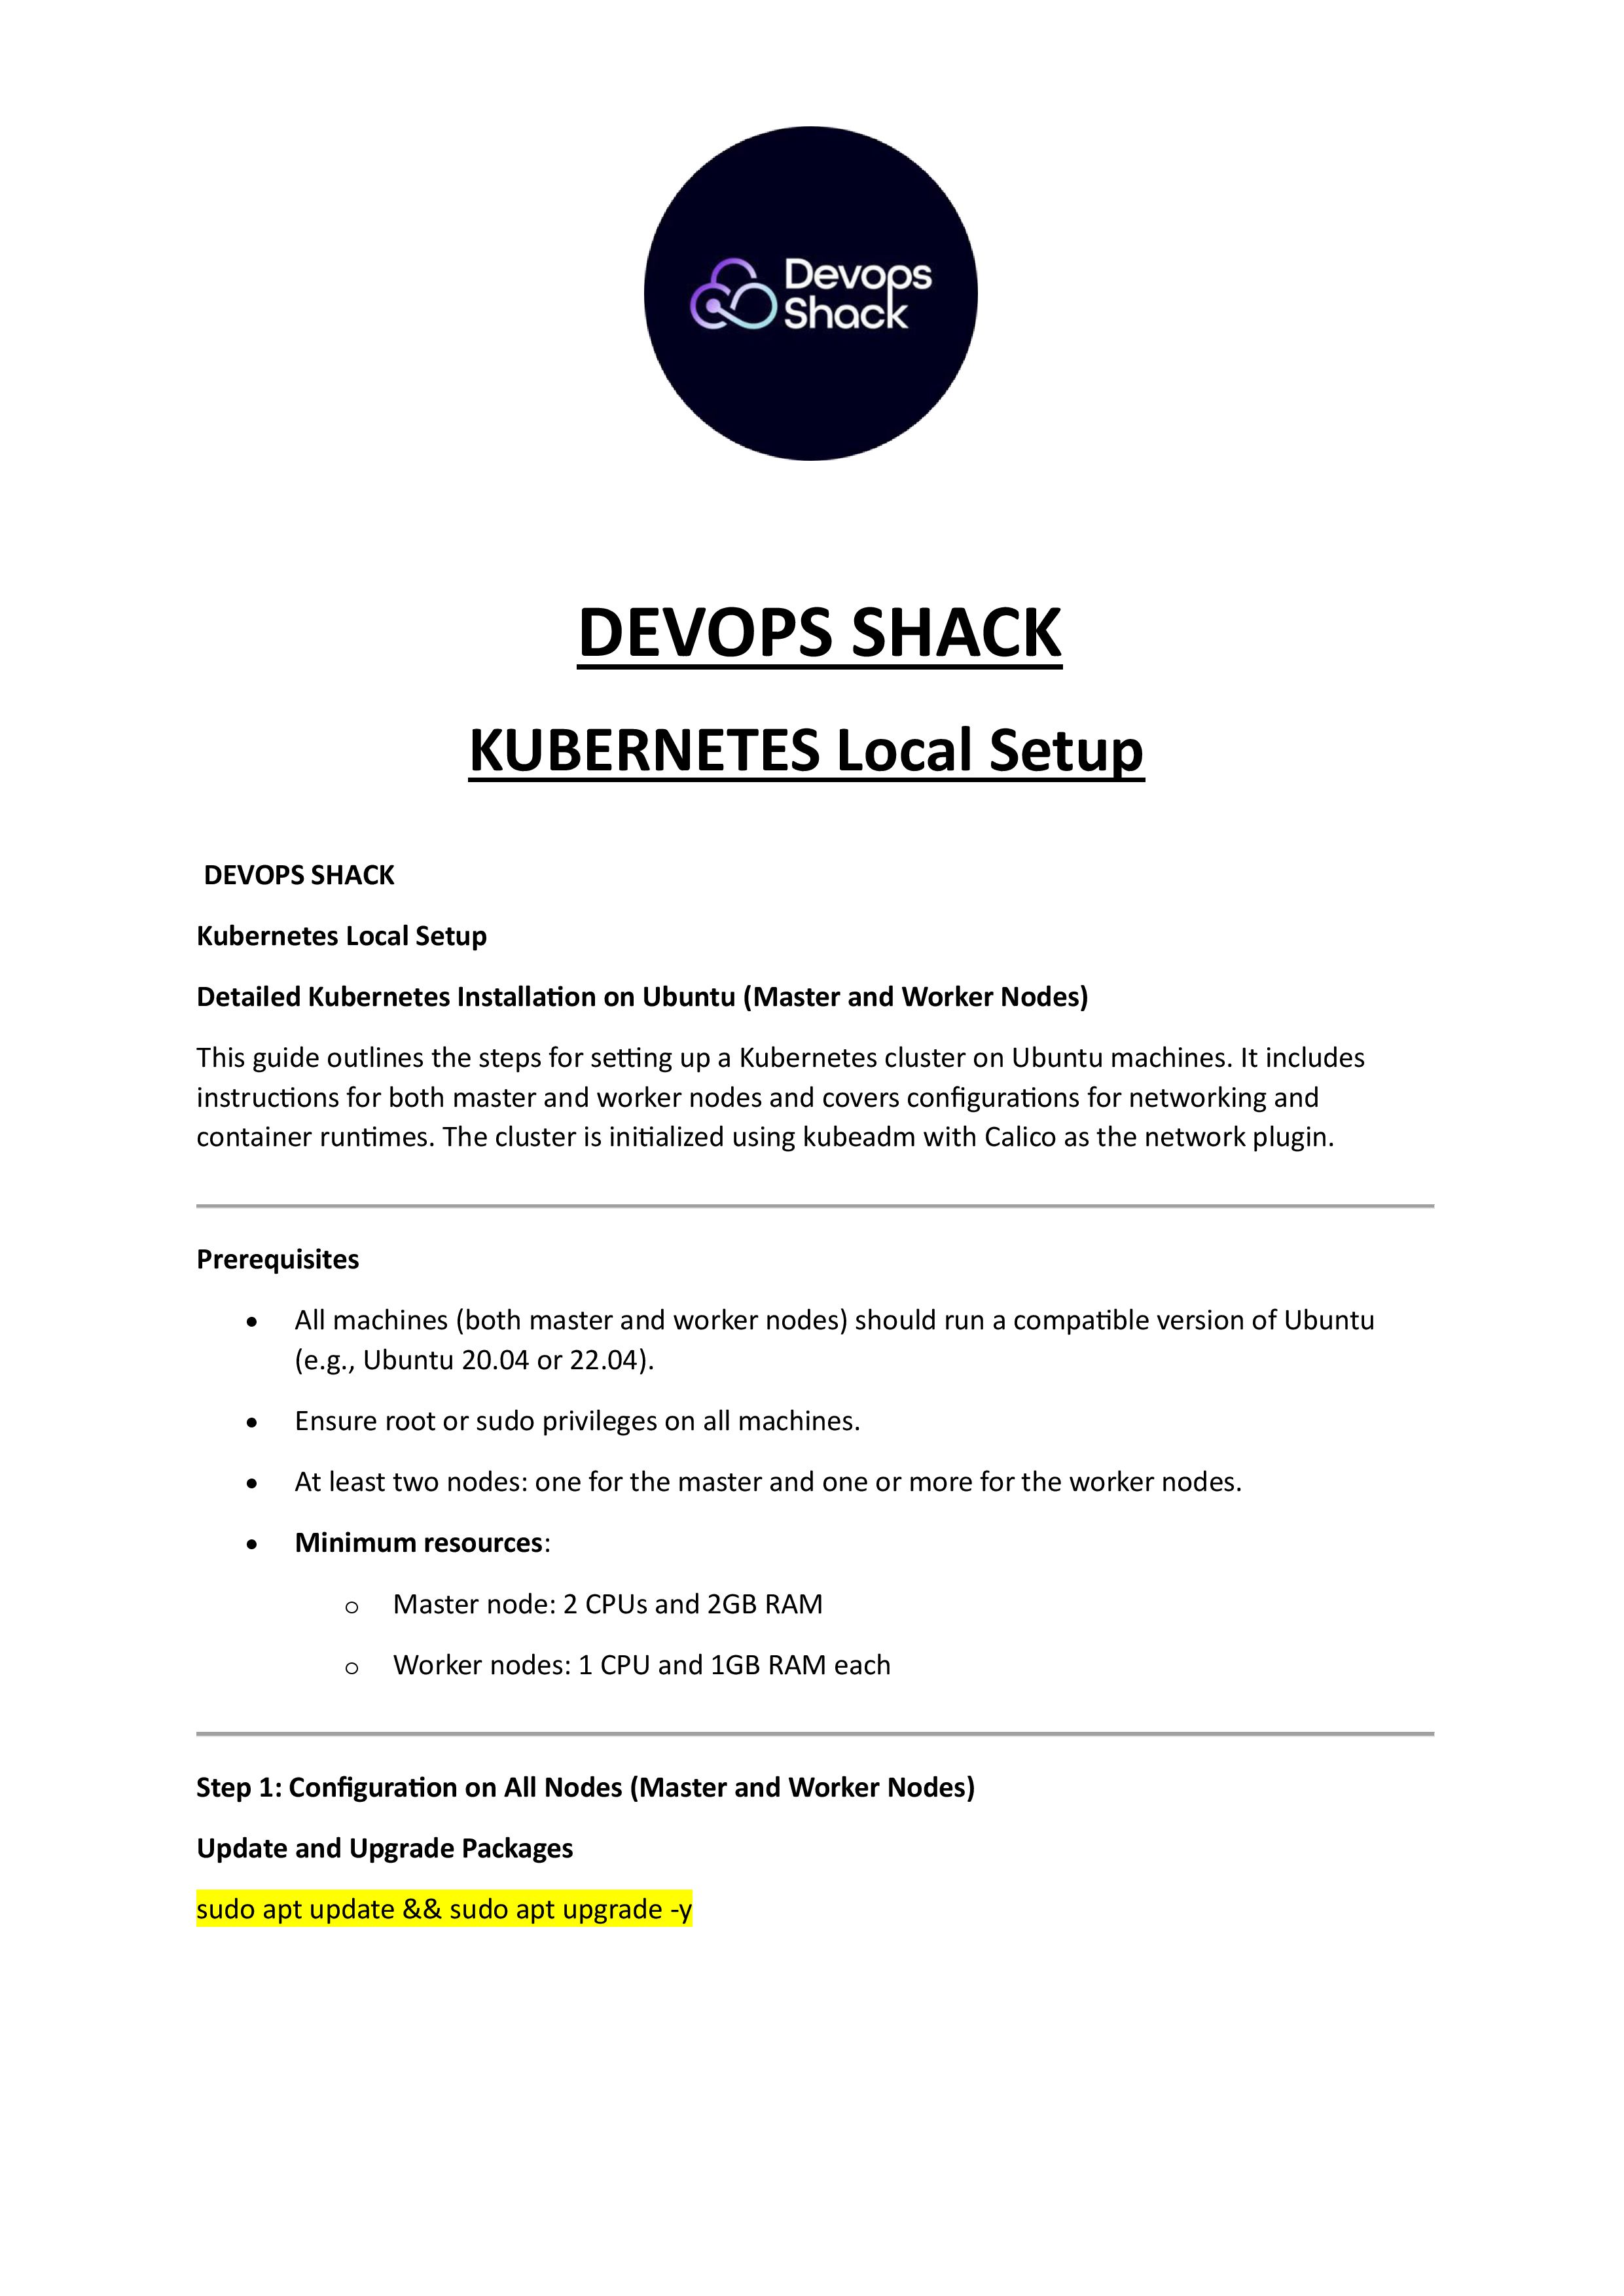 Devops
Shack
DEVOPS SHACK
KUBERNETES Local Setup
DEVOPS SHACK
Kubernetes Local Setup
Detailed Kubernetes Installation on Ubuntu (Master and Worker Nodes)
This guide outlines the steps for setting up a Kubernetes cluster on Ubuntu machines. It includes
instructions for both master and worker nodes and covers configurations for networking and
container runtimes. The cluster is initialized using kubeadm with Calico as the network plugin.
Prerequisites
• All machines (both master and worker nodes) should run a compatible version of Ubuntu
(e.g., Ubuntu 20.04 or 22.04).
• Ensure root or sudo privileges on all machines.
• At least two nodes: one for the master and one or more for the worker nodes.
• Minimum resources:
o Master node: 2 CPUs and 2GB RAM
o Worker nodes: 1 CPU and 1GB RAM each
Step 1: Configuration on All Nodes (Master and Worker Nodes)
Update and Upgrade Packages
sudo apt update && sudo apt upgrade -y